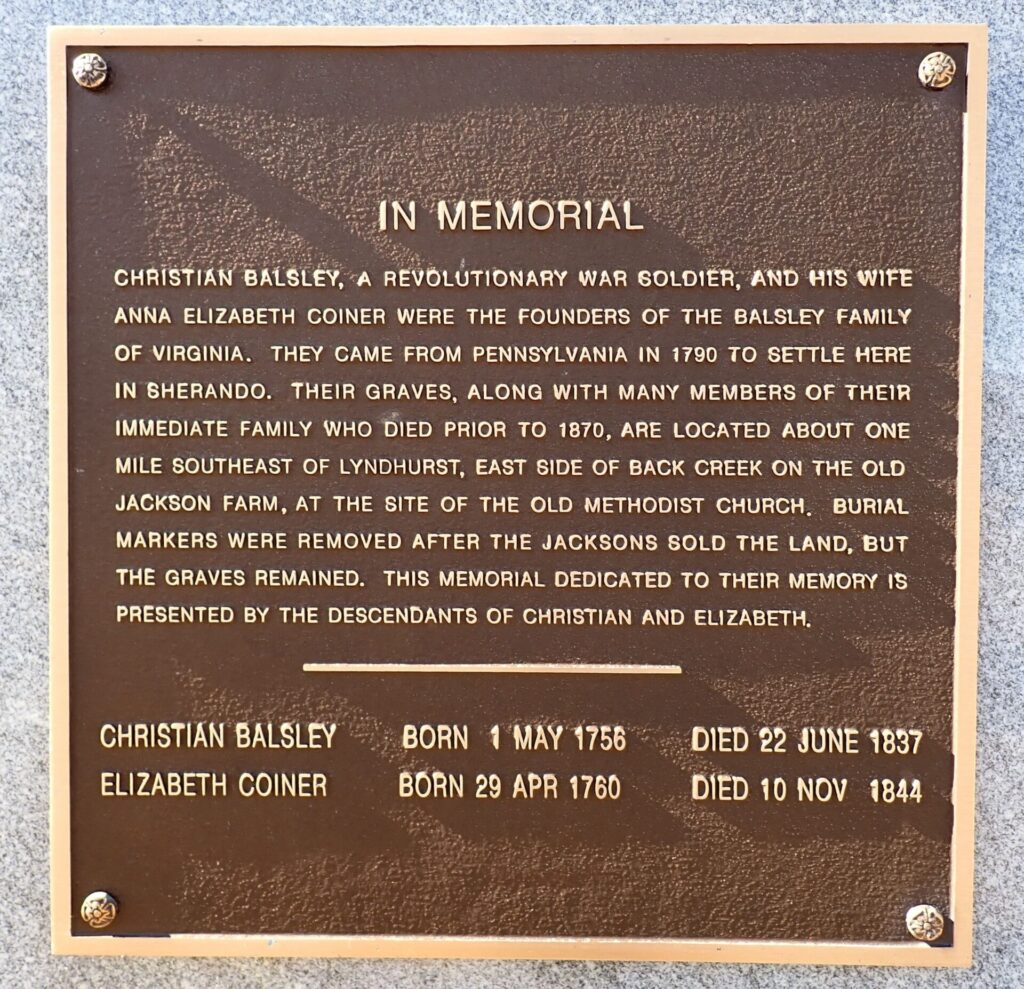 IN MEMORIAL
CHRISTIAN BALSLEY, A REVOLUTIONARY WAR SOLDIER, AND HIS WIFE
ANNA ELIZABETH COINER WERE THE FOUNDERS OF THE BALSLEY FAMILY
OF VIRGINIA. THEY CAME FROM PENNSYLVANIA IN 1790 TO SETTLE HERE
IN SHERANDO. THEIR GRAVES, ALONG WITH MANY MEMBERS OF THEIR
IMMEDIATE FAMILY WHO DIED PRIOR TO 1870, ARE LOCATED ABOUT ONE
MILE SOUTHEAST OF LYNDHURST, EAST SIDE OF BACK CREEK ON THE OLD
JACKSON FARM, AT THE SITE OF THE OLD METHODIST CHURCH. BURIAL
MARKERS WERE REMOVED AFTER THE JACKSONS SOLD THE LAND, BUT
THE GRAVES REMAINED. THIS MEMORIAL DEDICATED TO THEIR MEMORY IS
PRESENTED BY THE DESCENDANTS OF CHRISTIAN AND ELIZABETH.
CHRISTIAN BALSLEY BORN 1 MAY 1756 DIED 22 JUNE 1837
ELIZABETH COINER BORN 29 APR 1760 DIED 10 NOV 1844